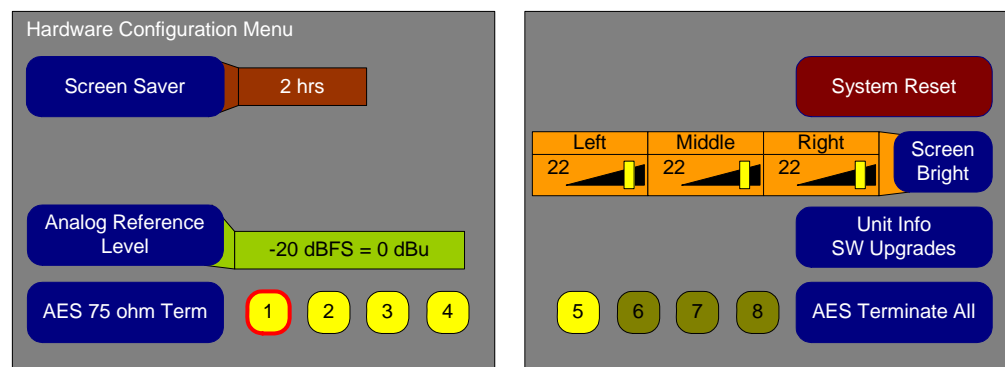 Hardware Configuration Menu
Screen Saver
2 hrs
Analog Reference
Level
-20 dBFS = 0 dBu
AES 75 ohm Term
1
2
3
4
System Reset
Left
Middle
Right
22
22
22
Screen
Bright
Unit Info
SW Upgrades
5
6
7
8
AES Terminate All